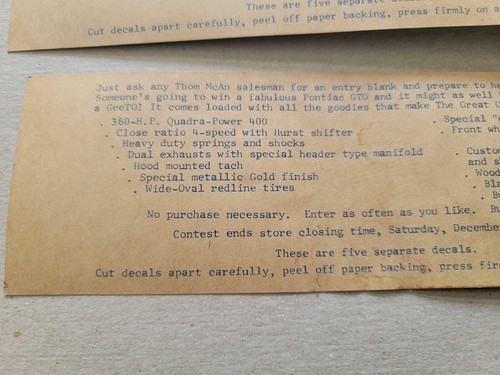 These are five separate
Cut decals apart carefully, peel off paper backing, press firmly on a
Just ask any Thom McAn salesman for an entry blank and prepare to
Someone's going to win a fabulous Pontiac GTO and it might as well
a GeeTO! It comes loaded with all the goodies that make The Great
. 360-H.P. Quadra-Power 400
. Close ratio 4-speed with Hurst shifter
. Heavy duty springs and shocks
. Dual exhausts with special header type manifold
. Hood mounted tach
. Special metallic Gold finish
. Wide-Oval redline tires
. Special
. Front
. Custom
and
. Wood
.
.
No purchase necessary. Enter as often as you like.
Contest ends store closing time, Saturday, December
These are five separate decals.
Cut decals apart carefully, peel off paper backing, press